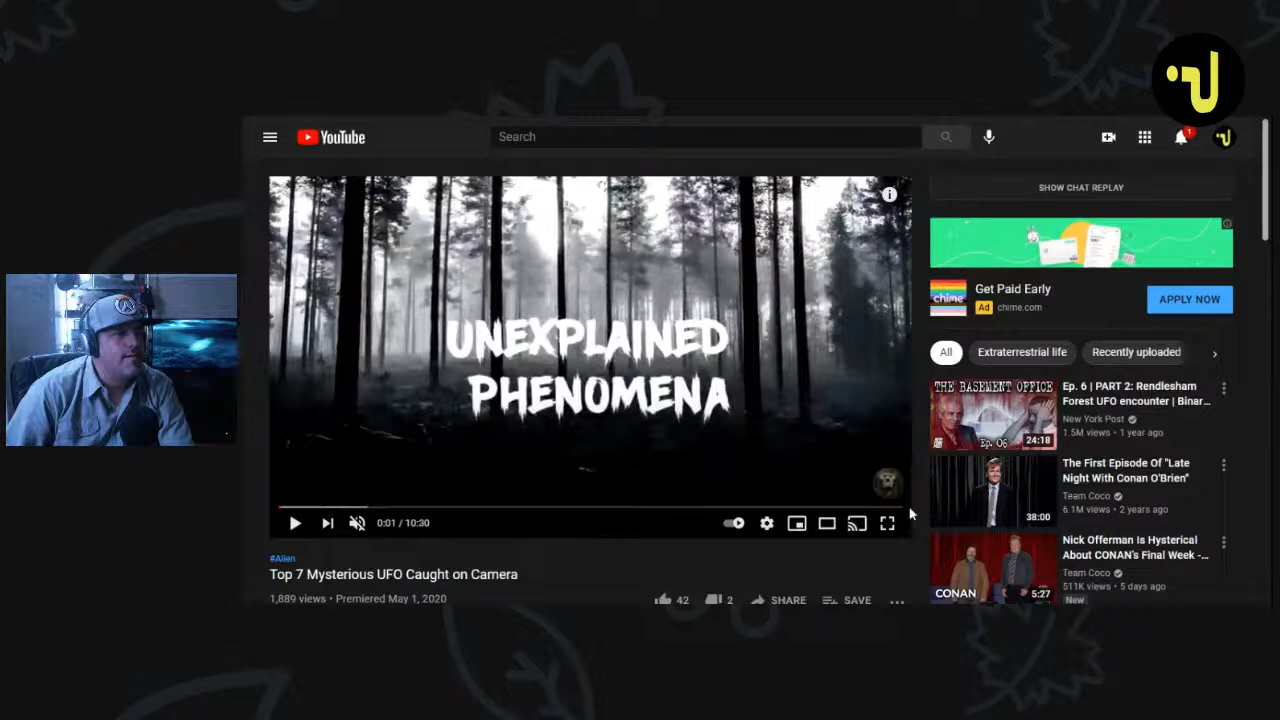 YouTube
Search
1
SHOW CHAT REPLAY
UNEXPLAINED
PHENOMENA
chime
Get Paid Early
Ad chime.com
APPLY NOW
All
Extraterrestrial life
Recently uploaded
THE BASEMENT OFFICE
Ep. 06
24:18
Ep. 6 | PART 2: Rendlesham
Forest UFO encounter | Binar...
New York Post
1.5M views • 1 year ago
38:00
The First Episode Of "Late
Night With Conan O'Brien"
Team Coco
6.1M views • 2 years ago
CONAN
5:27
Nick Offerman Is Hysterical
About CONAN's Final Week -...
Team Coco
511K views • 5 days ago
New
0:01 / 10:30
#Alien
Top 7 Mysterious UFO Caught on Camera
1,889 views • Premiered May 1, 2020
42
2
SHARE
SAVE